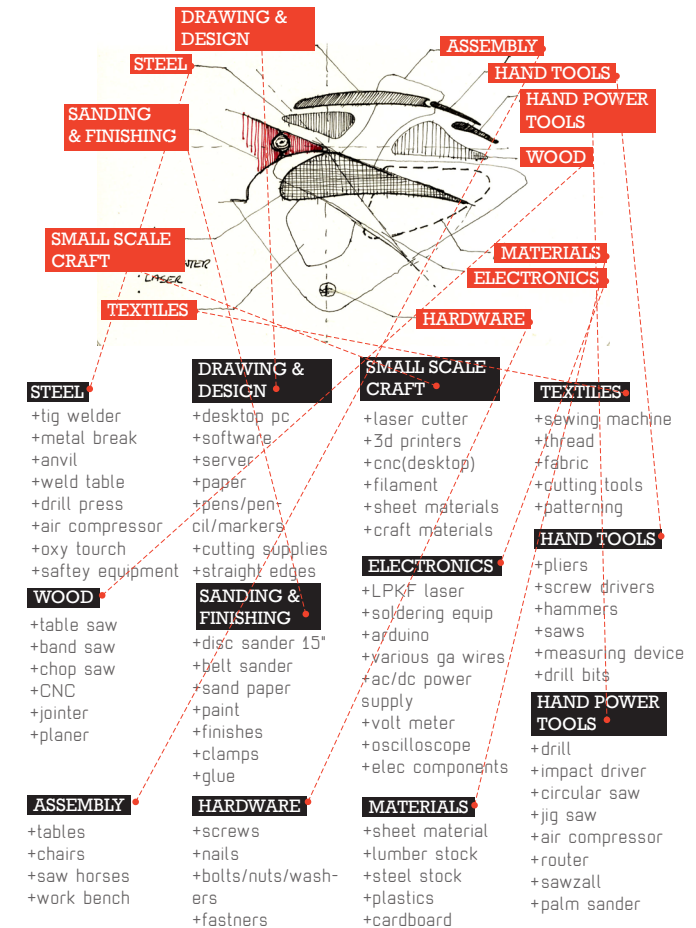 DRAWING &
DESIGN
ASSEMBLY
STEEL
HAND TOOLS
HAND POWER
TOOLS
SANDING
& FINISHING
WOOD
SMALL SCALE
CRAFT
MATERIALS
LASER
ELECTRONICS
TEXTILES
HARDWARE
STEEL
+tig welder
+metal break
+anvil
+weld table
+drill press
+air compressor
+oxy tourch
+saftey equipment
WOOD
+table saw
+band saw
+chop saw
+CNC
+jointer
+planer
ASSEMBLY
+tables
+chairs
+saw horses
+work bench
DRAWING &
DESIGN
+desktop pc
+software
+server
+paper
+pens/pen-
cil/markers
+cutting supplies
+straight edges
SANDING &
FINISHING
+disc sander 15"
+belt sander
+sand paper
+paint
+finishes
+clamps
+glue
HARDWARE
+screws
+nails
+bolts/nuts/wash-
ers
+fastners
SMALL SCALE
CRAFT
+laser cutter
+3d printers
+cnc(desktop)
+filament
+sheet materials
+craft materials
ELECTRONICS
+LPKF laser
+soldering equip
+arduino
+various ga wires
+ac/dc power
supply
+volt meter
+oscilloscope
+elec components
MATERIALS
+sheet material
+lumber stock
+steel stock
+plastics
+cardboard
TEXTILES
+sewing machine
+thread
+fabric
+cutting tools
+patterning
HAND TOOLS
+pliers
+screw drivers
+hammers
+saws
+measuring device
+drill bits
HAND POWER
TOOLS
+drill
+impact driver
+circular saw
+jig saw
+air compressor
+router
+sawzall
+palm sander